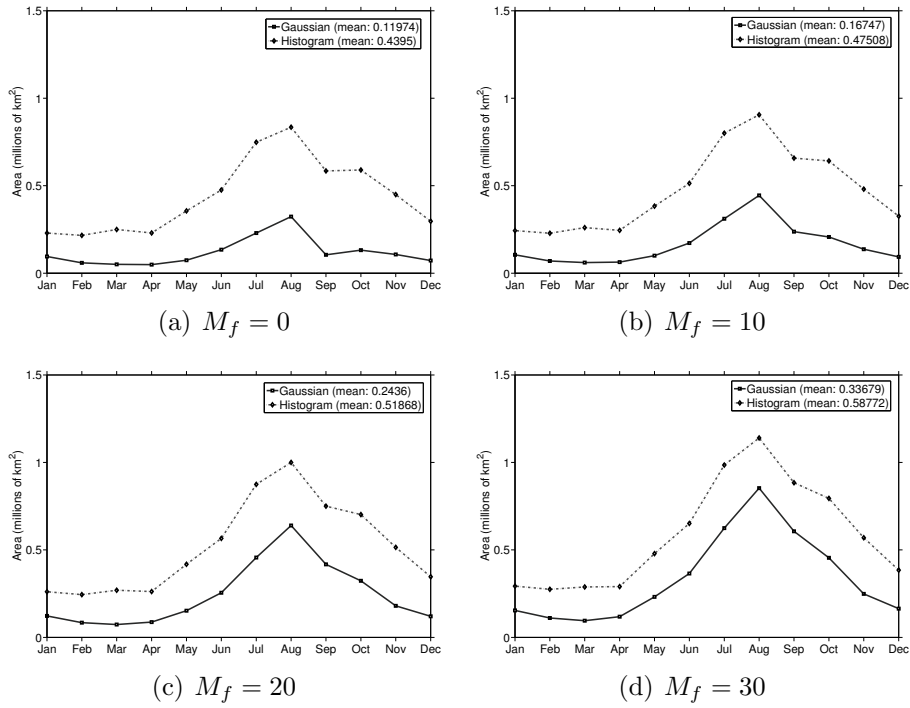 1.5
1
0.5
0
Area (millions of km²)
Gaussian (mean: 0.11974)
Histogram (mean: 0.4395)
Jan Feb Mar Apr May Jun Jul Aug Sep Oct Nov Dec
(a) M_f = 0
1.5
1
0.5
0
Area (millions of km²)
Gaussian (mean: 0.16747)
Histogram (mean: 0.47508)
Jan Feb Mar Apr May Jun Jul Aug Sep Oct Nov Dec
(b) M_f = 10
1.5
1
0.5
0
Area (millions of km²)
Gaussian (mean: 0.2436)
Histogram (mean: 0.51868)
Jan Feb Mar Apr May Jun Jul Aug Sep Oct Nov Dec
(c) M_f = 20
1.5
1
0.5
0
Area (millions of km²)
Gaussian (mean: 0.33679)
Histogram (mean: 0.58772)
Jan Feb Mar Apr May Jun Jul Aug Sep Oct Nov Dec
(d) M_f = 30